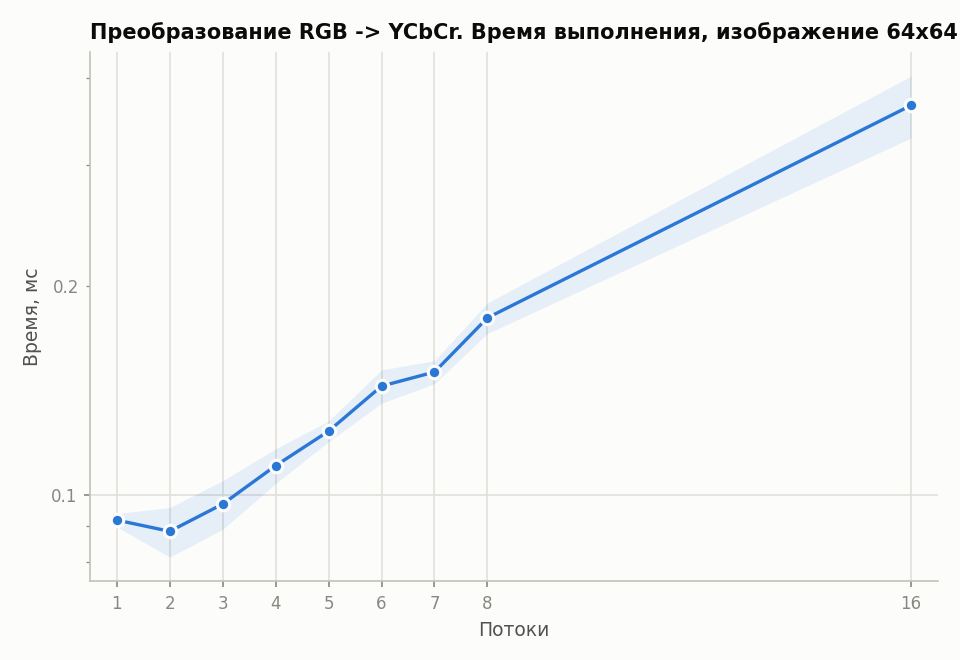 Преобразование RGB -> YCbCr. Время выполнения, изображение 64x64
Время, мс
0.2
0.1
1 2 3 4 5 6 7 8 16
Потоки